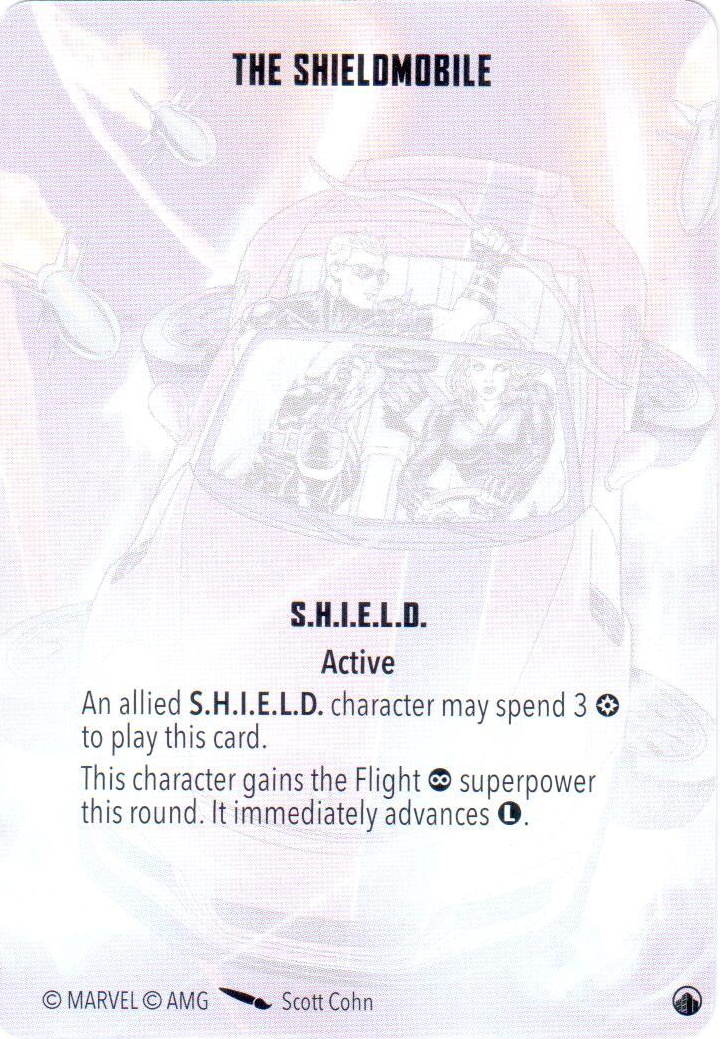 THE SHIELDMOBILE
S.H.I.E.L.D.
Active
An allied S.H.I.E.L.D. character may spend 3
to play this card.
This character gains the Flight ∞ superpower
this round. It immediately advances L.
© MARVEL © AMG Scott Cohn